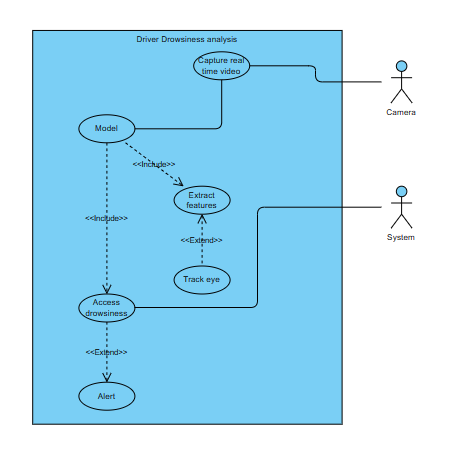 Driver Drowsiness analysis
Capture real
time video
Camera
Model
<<Include>>
Extract
features
<<Include>>
System
<<Extend>>
Track eye
Access
drowsiness
<<Extend>>
Alert